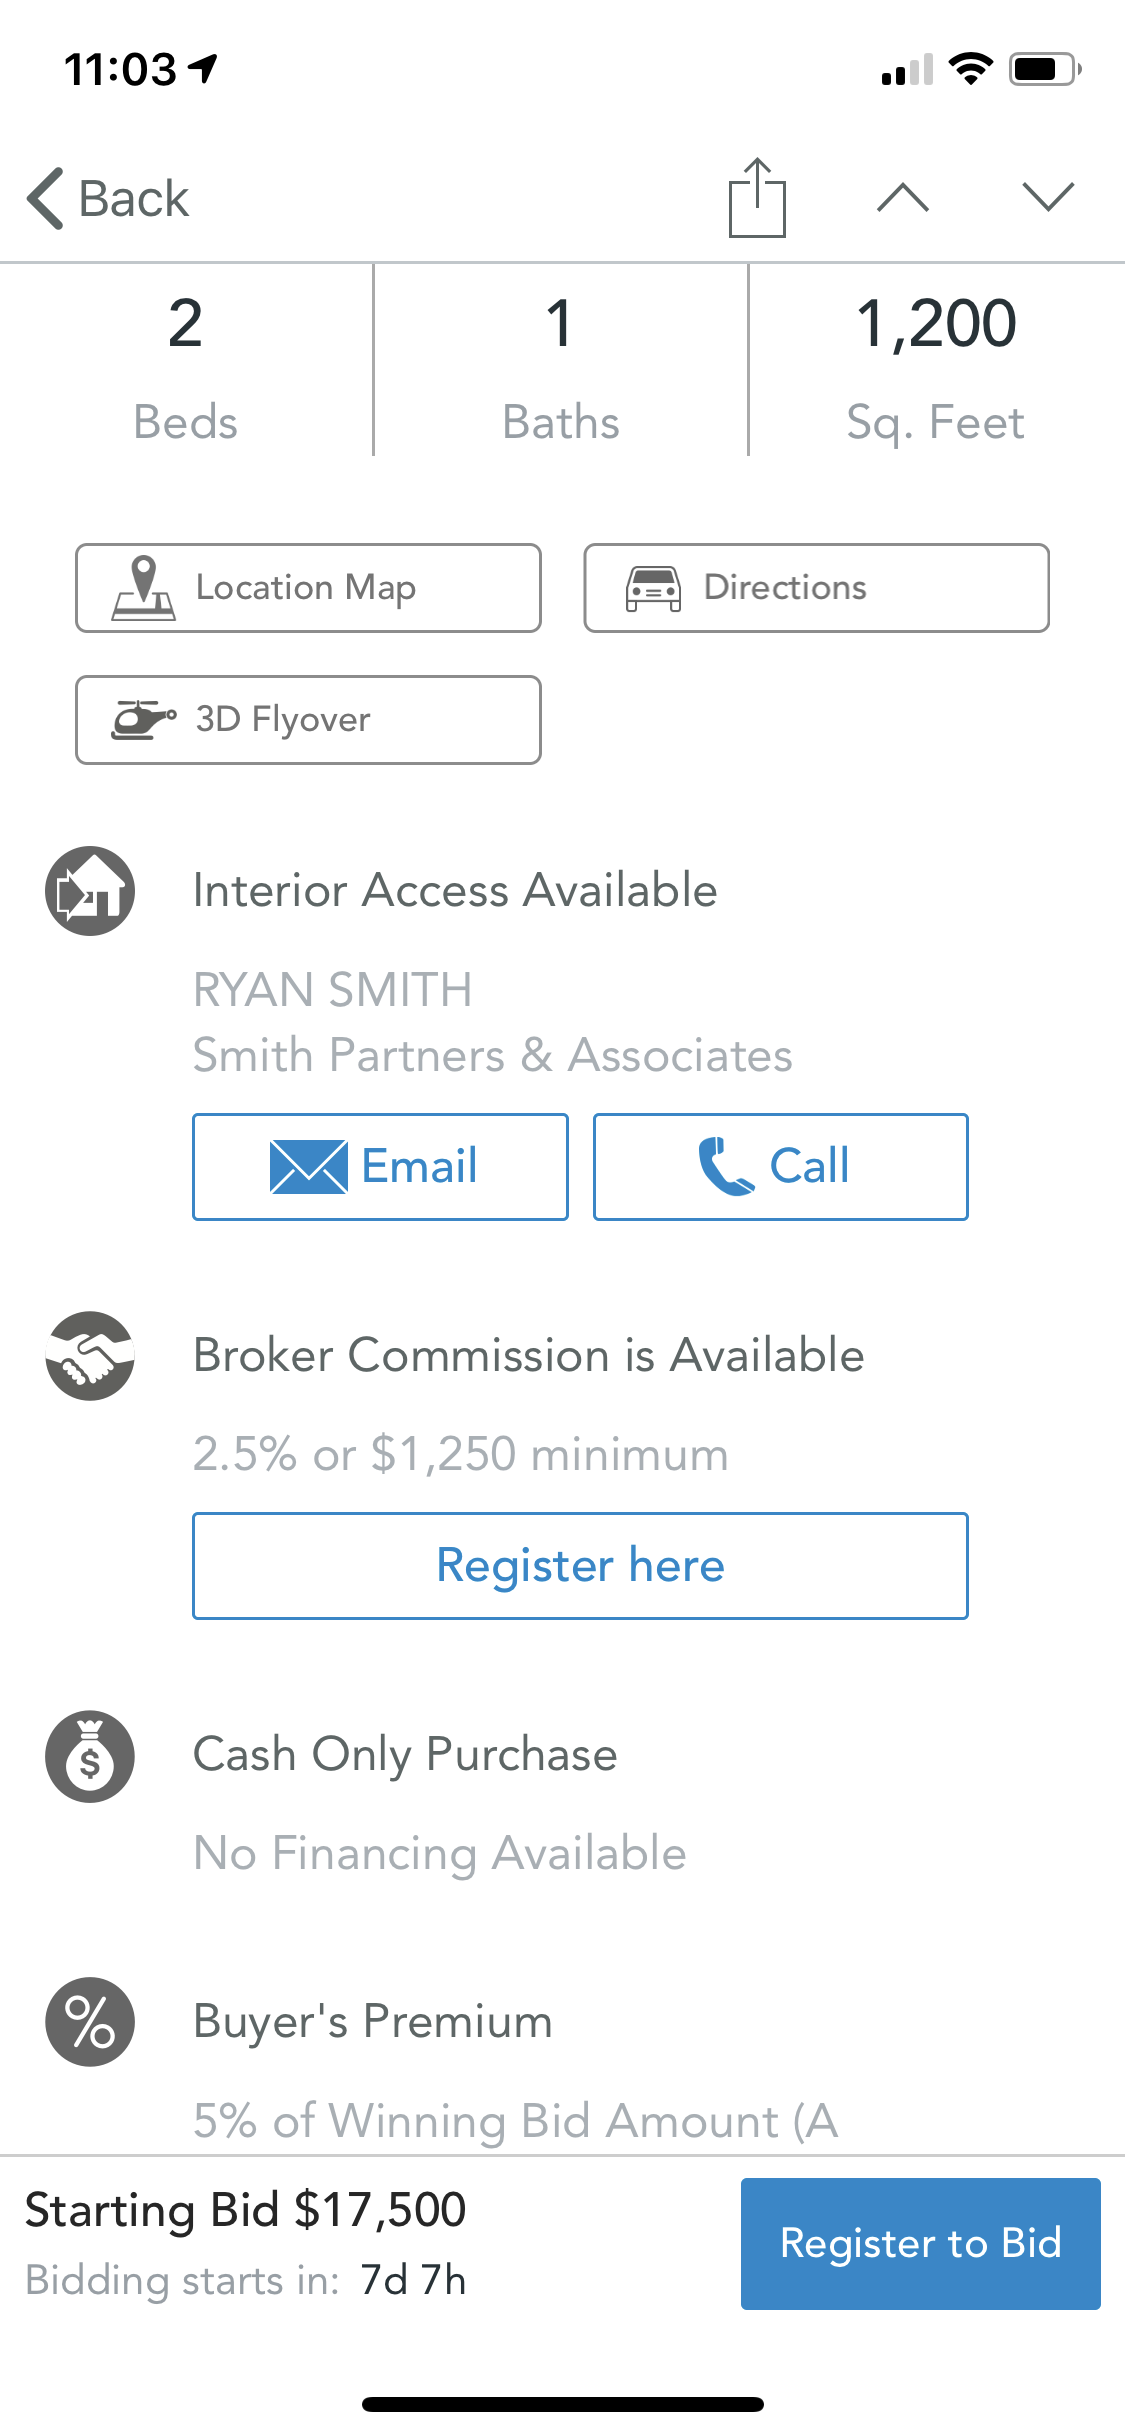 11:03
Back
2
Beds
1
Baths
1,200
Sq. Feet
Location Map
Directions
3D Flyover
Interior Access Available
RYAN SMITH
Smith Partners & Associates
Email
Call
Broker Commission is Available
2.5% or $1,250 minimum
Register here
$
Cash Only Purchase
No Financing Available
%
Buyer's Premium
5% of Winning Bid Amount (A
Starting Bid $17,500
Bidding starts in: 7d 7h
Register to Bid